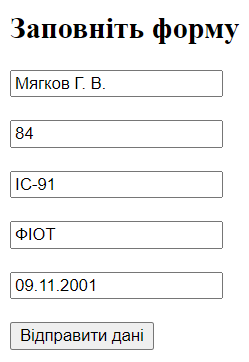 Заповніть форму
Мягков Г. В.
84
ІС-91
ФІОТ
09.11.2001
Відправити дані